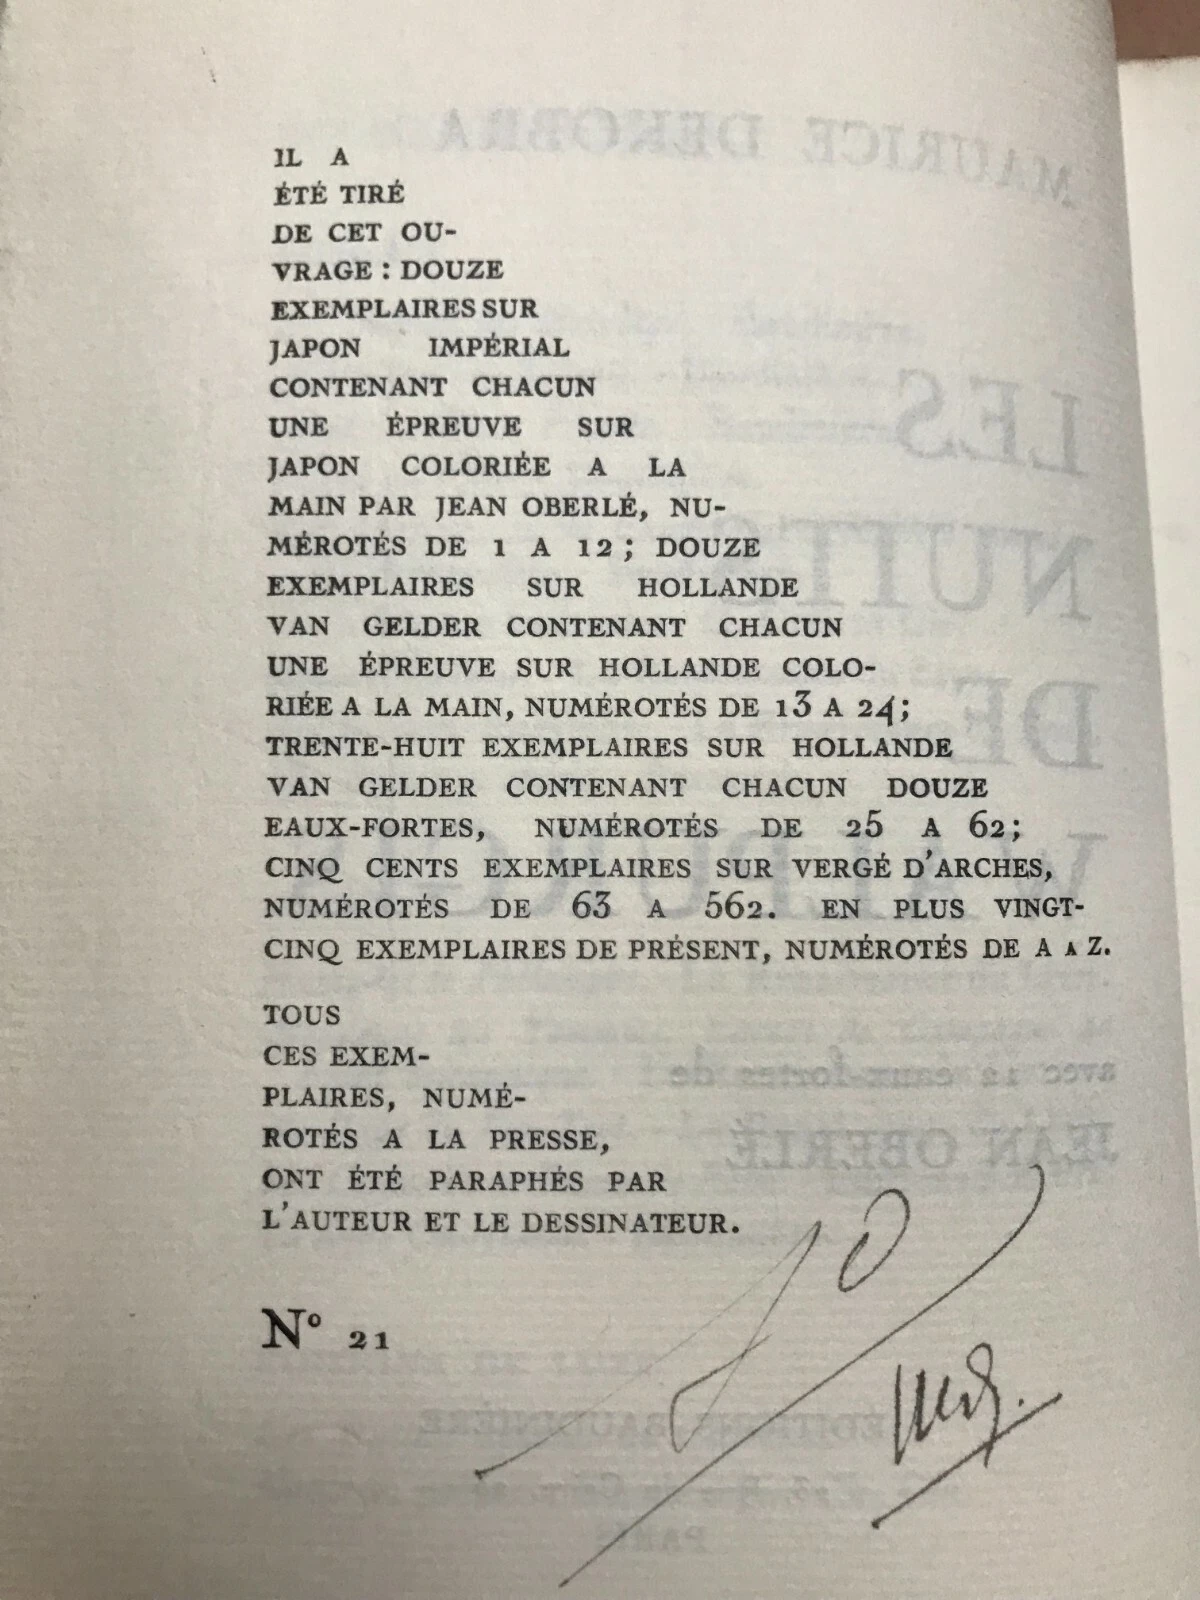 IL A
ÉTÉ TIRÉ
DE CET OU-
VRAGE : DOUZE
EXEMPLAIRES SUR
JAPON IMPÉRIAL
CONTENANT CHACUN
UNE ÉPREUVE SUR
JAPON COLORIÉE A LA
MAIN PAR JEAN OBERLÉ, NU-
MÉROTÉS DE 1 A 12 ; DOUZE
EXEMPLAIRES SUR HOLLANDE
VAN GELDER CONTENANT CHACUN
UNE ÉPREUVE SUR HOLLANDE COLO-
RIÉE A LA MAIN, NUMÉROTÉS DE 13 A 24 ;
TRENTE-HUIT EXEMPLAIRES SUR HOLLANDE
VAN GELDER CONTENANT CHACUN DOUZE
EAUX-FORTES, NUMÉROTÉS DE 25 A 62 ;
CINQ CENTS EXEMPLAIRES SUR VERGÉ D'ARCHES,
NUMÉROTÉS DE 63 A 562. EN PLUS VINGT-
CINQ EXEMPLAIRES DE PRÉSENT, NUMÉROTÉS DE A A Z.
TOUS
CES EXEM-
PLAIRES, NUMÉ-
ROTÉS A LA PRESSE,
ONT ÉTÉ PARAPHÉS PAR
L'AUTEUR ET LE DESSINATEUR.
Nº 21